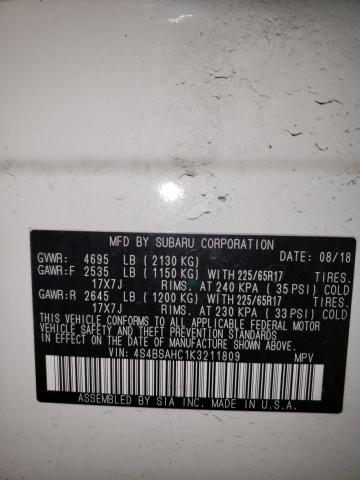 MFD BY SUBARU CORPORATION
DATE: 08/18
GVWR: 4695 LB (2130 KG)
GAWR:F 2535 LB (1150 KG) WITH 225/65R17 TIRES.
17X7J RIMS. AT 240 KPA (35 PSI) COLD
GAWR:R 2645 LB (1200 KG) WITH 225/65R17 TIRES.
17X7J RIMS. AT 230 KPA (33 PSI) COLD
THIS VEHICLE CONFORMS TO ALL APPLICABLE FEDERAL MOTOR
VEHICLE SAFETY STANDARDS IN EFFECT ON THE DATE OF
MANUFACTURE SHOWN ABOVE.
VIN: 4S4BSAHC1K3211809 MPV
ASSEMBLED BY SIA INC. MADE IN U.S.A.